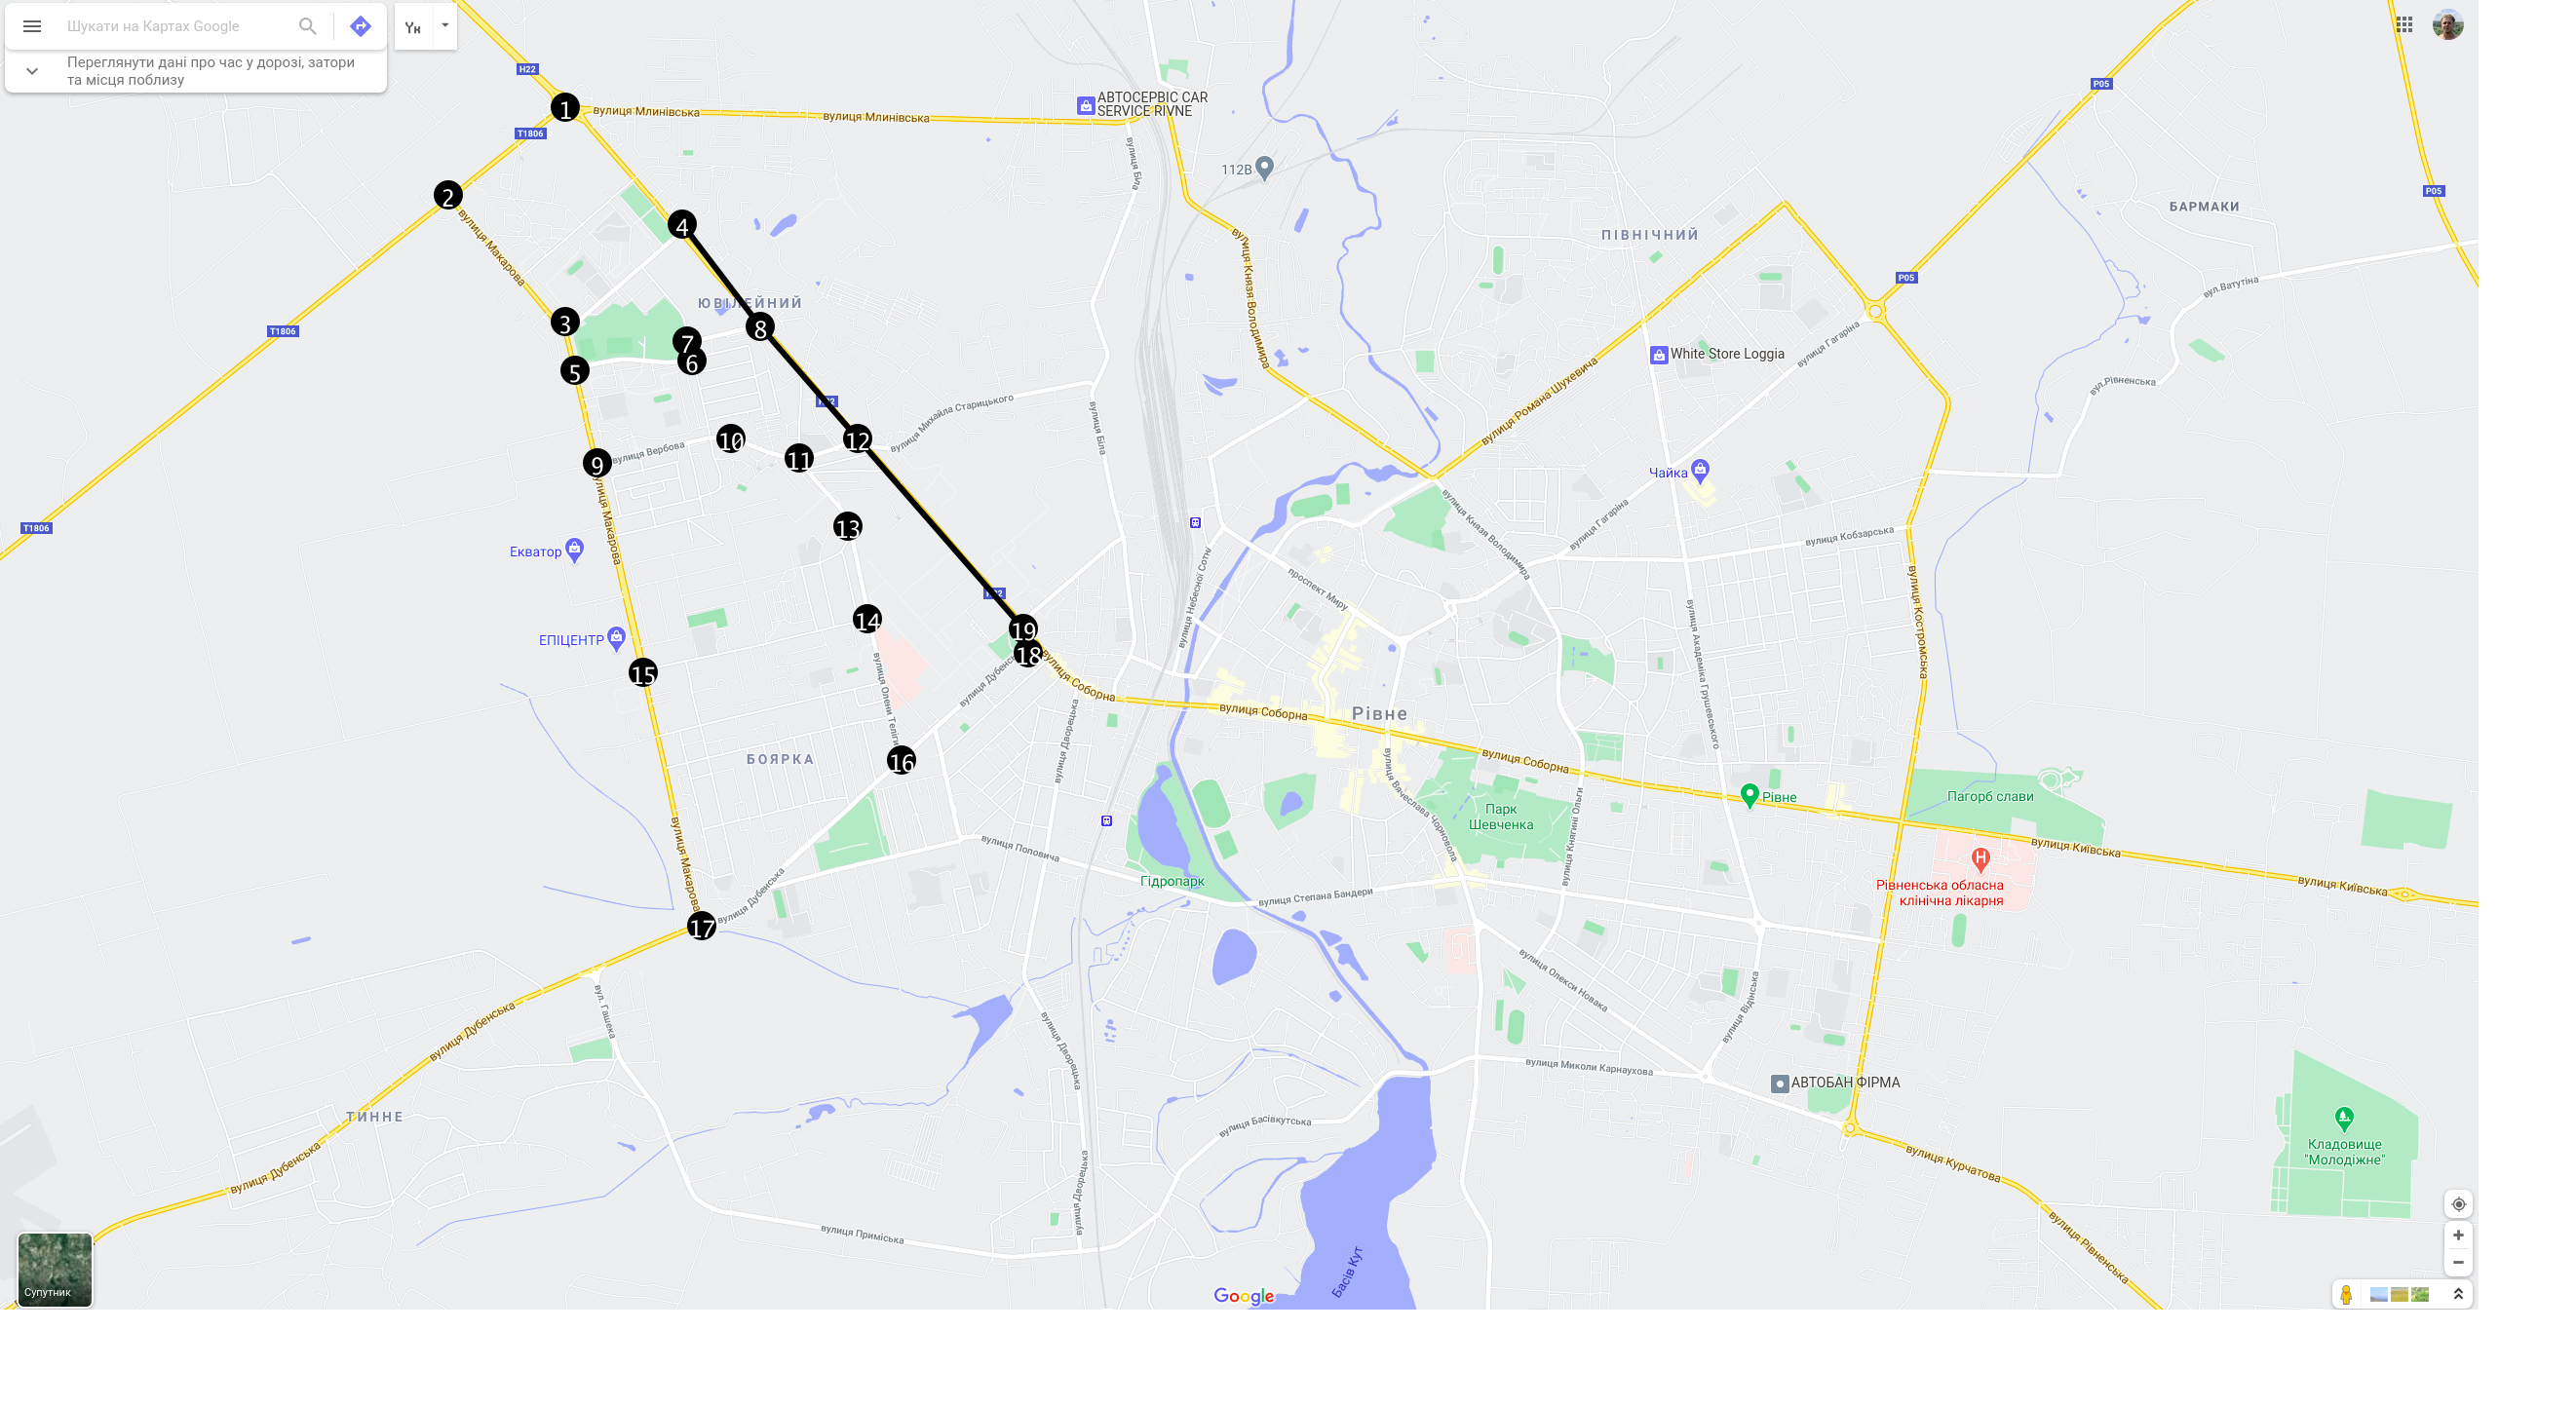 Шукати на Картах Google
Переглянути дані про час у дорозі, затори
та місця поблизу
H22
вулиця Млинівська
вулиця Млинівська
АВТОСЕРВІС CAR
SERVICE RIVNE
P05
T1806
1
112B
вулиця Біла
2
P05
БАРМАКИ
вулиця Макарова
4
вулиця Князя Володимира
ПІВНІЧНИЙ
P05
вул.Ватутіна
ЮВІЛЕЙНИЙ
3
8
T1806
7
6
5
White Store Loggia
вулиця Гагаріна
вул.Рівненська
вулиця Романа Шухевича
вулиця Михайла Старицького
вулиця Біла
10
12
11
9
вулиця Вербова
Чайка
вулиця Макарова
T1806
13
вулиця Князя Володимира
вулиця Гагаріна
вулиця Кобзарська
Екватор
проспект Миру
вулиця Небесної Сотні
вулиця Костромська
14
19
18
ЕПІЦЕНТР
15
вулиця Академіка Грушевського
вулиця Олени Теліги
вулиця Соборна
вулиця Соборна
Рівне
вулиця Соборна
вулиця Дворецька
БОЯРКА
16
вулиця Вячеслава Чорновола
Рівне
Пагорб слави
Парк
Шевченка
вулиця Княгині Ольги
вулиця Київська
вулиця Київська
вулиця Поповича
вулиця Макарова
Гідропарк
вулиця Степана Бандери
H
Рівненська обласна
клінічна лікарня
вулиця Дубенська
17
вулиця Олекси Новака
вулиця Відінська
вул. Гашека
вулиця Дубенська
вулиця Дворецька
вулиця Миколи Карнаухова
АВТОБАН ФІРМА
ТИННЕ
вулиця Басівкутська
вулиця Курчатова
Кладовище
"Молодіжне"
вулиця Дубенська
вулиця Дворецька
вулиця Приміська
вулиця Рівненська
Басів Кут
Супутник
Google